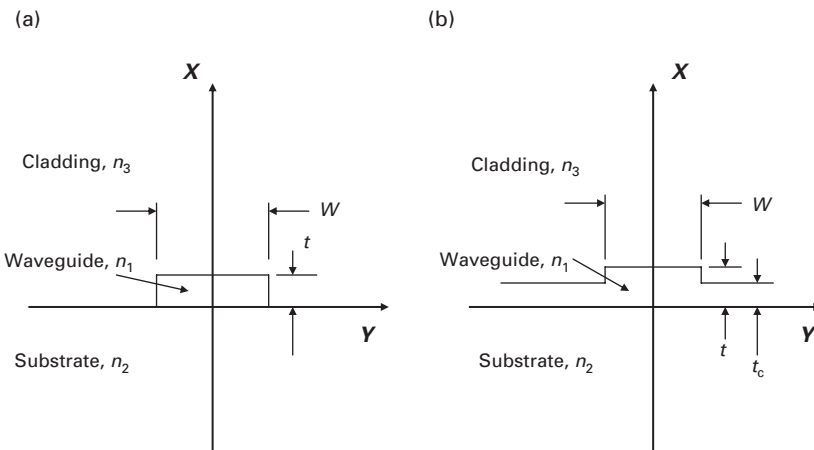 (a)
X
Cladding, n3
W
t
Waveguide, n1
Y
Substrate, n2
(b)
X
Cladding, n3
W
Waveguide, n1
Y
t
tc
Substrate, n2